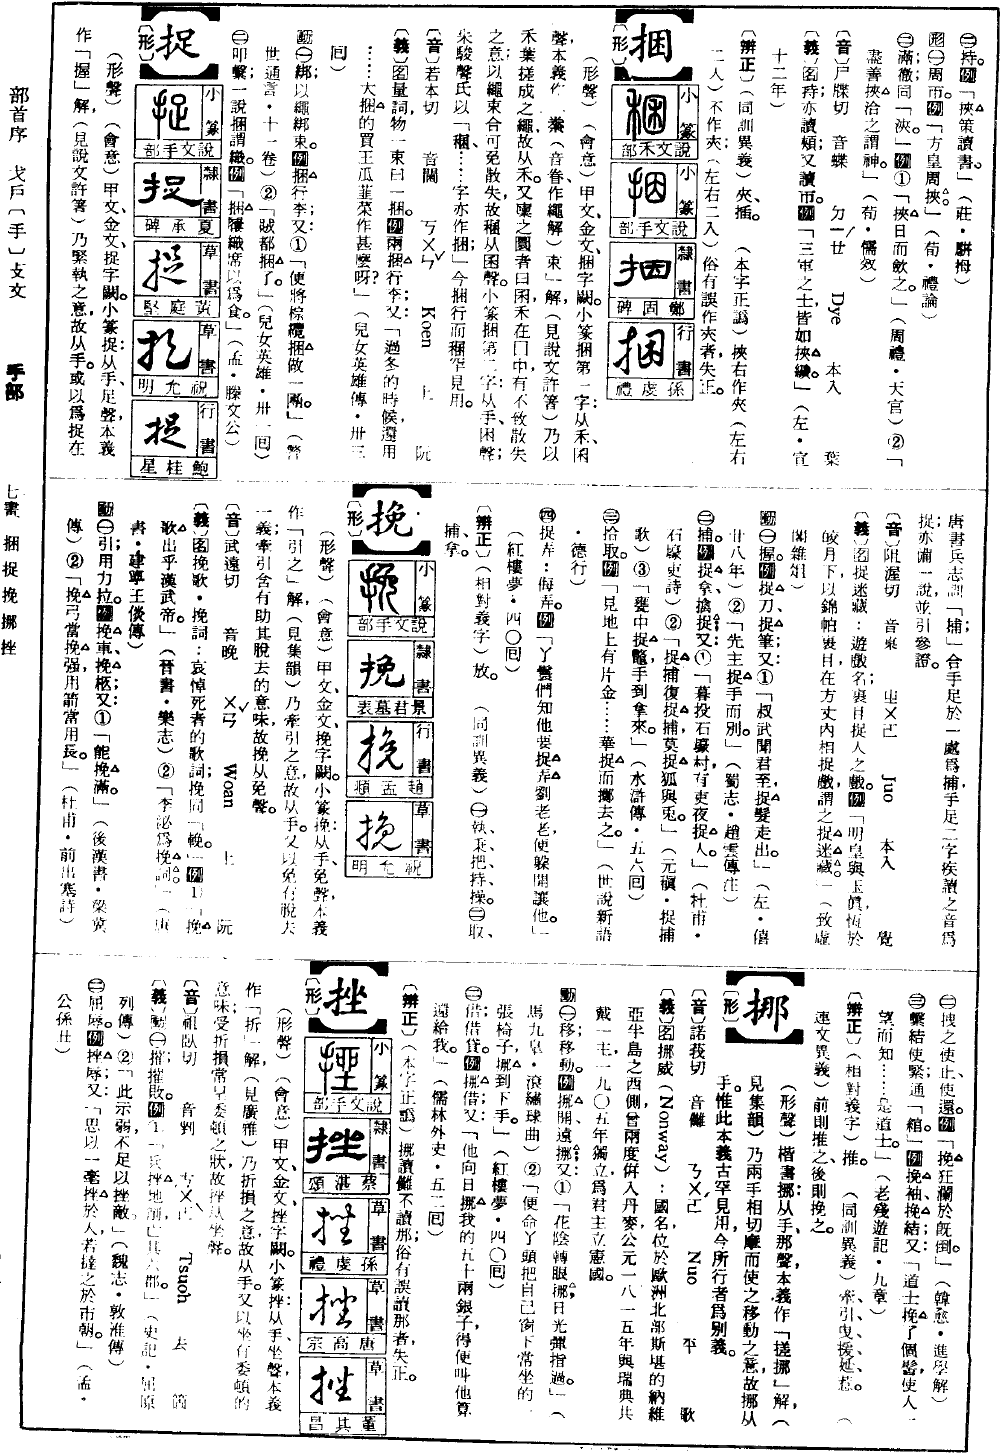 ㊁持。例「挾策讀書。」（莊‧駢拇）
形㊀周帀。例「方皇周挾。」（荀‧禮論）
㊁滿徹；同「浹」。例①「挾日而斂之。」（周禮‧天官）②「
盡善挾洽之謂神。」（荀‧儒效）
〔音〕尸牒切　音蝶　ㄉㄧㄝˊ　Dye　本入　葉
〔義〕例「三軍之士皆如挾纊。」（左‧宣
十二年）
〔辨正〕（同訓異義）夾、插。（本字正譌）挾右作夾（左右
二人）不作夾（左右二入）俗有誤作夾者，失正。
捆
〔形〕
小篆　說文禾部
小篆　說文手部
隸書　鄭固碑
行書　孫虔禮
（形聲）（會意）甲文、金文捆字闕。小篆捆第一字：从禾、困
聲，本義作「絭束」解（見說文許箸）乃以
禾葉搓成之繩，故从禾。又廩之圜者曰囷，禾在囗中有不致散失
之意，以繩束合可免散失，故稇从囷聲。小篆捆第二字：从手、困聲；
朱駿聲氏以「稇……字亦作捆」今捆行而稇罕見用。
〔音〕苦本切　音閫　ㄎㄨㄣˇ　Koen　上　阮
〔義〕名量詞，物一束曰一捆。例兩捆行李；又「過冬的時候還用
……大捆的買王瓜韮菜作甚麼呀？」（兒女英雄傳‧卅三
回）
動㊀綁；以繩綁束。例捆行李；又①「便將棕纜捆做一團。」（警
世通言‧十一卷）②「賊都捆了。」（兒女英雄‧卅一回）
㊁叩㨒；一說捆謂織。例「捆屨織席以爲食。」（孟‧滕文公）
捉
〔形〕
小篆　說文手部
隸書　夏承碑
草書　黃庭堅
草書　祝允明
行書　鮑桂星
（形聲）（會意）甲文、金文捉字闕。小篆捉：从手、足聲，本義
作「握」解（見說文許箸）乃緊執之意，故从手。或以爲捉在
唐書兵志訓「捕」，合手足於一處爲捕，手足二字疾讀之音爲
捉，亦備一說，並引參證。
〔音〕阻渥切　音泉　ㄓㄨㄛ　Juo　本入　覺
〔義〕名捉迷藏：遊戲名，裹目捉人之戲。例「明皇與玉眞恆於
皎月下以錦帕裹目，在方丈內相捉戲，謂之捉迷藏。」（致虛
閣雜俎）
動㊀握。例捉刀、捉筆；又①「叔武聞君至，捉髮走出。」（左‧僖
廿八年）②「先主捉手而別。」（蜀志‧趙雲傳注）
㊁捕。例捉拿、擒捉；又①「暮投石壕村，有吏夜捉人。」（杜甫‧
石壕吏詩）②「捉捕復捉捕，莫捉狐與兎。」（元稹‧捉捕
歌）③「甕中捉鼈，手到拿來。」（水滸傳‧五六回）
㊂拾取。例「見地上有片金……華捉而擲去之。」（世說新語
‧德行）
㊃捉弄：侮弄。例「丫鬟們知他要捉弄劉老老，便躲開讓他。」
（紅樓夢‧四〇回）
〔辨正〕（相對義字）放。（同訓異義）㊀執、秉、把、持、操。㊁取、
捕、拿。
挽
〔形〕
小篆　說文手部
隸書　景君墓表
行書　趙孟頫
草書　祝允明
（形聲）（會意）甲文、金文挽字闕。小篆挽：从手、免聲，本義
作「引之」解（見集韻）乃牽引之意，故从手。又以免有脫去
一義，牽引含有助其脫去的意味，故挽从免聲。
〔音〕武遠切　音晚　ㄨㄢˇ　Woan　上　阮
〔義〕名挽歌‧挽詞：哀悼死者的歌詞，挽同「輓」。例①「挽
歌出乎漢武帝。」（晉書‧樂志）②「李泌爲挽詞。」（唐
書‧建寧王倓傳）
動㊀引；用力拉。例挽車、挽柩；又①「能挽滿。」（後漢書‧梁冀
傳）②「挽弓當挽强，用箭當用長。」（杜甫‧前出塞詩）
㊁拽之使止、使還。例「挽狂瀾於旣倒。」（韓愈‧進學解）
㊂繫結使緊；通「綰」。例挽袖、挽結；又「道士挽了個髻，使人一
望而知……是道士。」（老殘遊記‧九章）
〔辨正〕（相對義字）推。（同訓異義）牽、引、曳、援、延、惹。（
連文異義）前則推之，後則挽之。
挪
〔形〕
（形聲）楷書挪：从手、那聲，本義作「搓挪」解，（
見集韻）乃兩手相切靡而使之移動之意，故挪从
手。惟此本義古罕見用，今所行者爲別義。
〔音〕諾莪切　音儺　ㄋㄨㄛˊ　Nuo　平　歌
〔義〕名挪威（Nonway）：國名，位於歐洲北部斯堪的納維
亞半島之西側，曾兩度併入丹麥，公元一八一五年與瑞典共
戴一主，一九〇五年獨立爲君主立憲國。
動㊀移；移動。例挪開、遠挪；又①「花陰轉眼挪，日光彈指過。」（
馬九皐‧滾繡球曲）②「便命丫頭把自己窗下常坐的一
張椅子挪到下手。」（紅樓夢‧四〇回）
㊁借；借貸。例挪借；又「他向日挪我的五十兩銀子，得便叫他算
還給我。」（儒林外史‧五二回）
〔辨正〕（本字正譌）挪讀儺不讀那，俗有誤讀那者，失正。
挫
〔形〕
小篆　說文手部
隸書　蔡湛頌
草書　孫虔禮
草書　唐高宗
草書　董其昌
（形聲）（會意）甲文、金文挫字闕。小篆挫：从手、坐聲，本義
作「折」解（見廣雅）乃折損之意，故从手。又以坐有委頓的
意味，受折損常呈委頓之狀，故挫从坐聲。
〔音〕祖臥切　音剉　ㄘㄨㄛˋ　Tsuoh　去　箇
〔義〕動㊀摧；摧敗。例①「兵挫地削，亡其六郡。」（史記‧屈原
列傳）②「此示弱不足以挫敵。」（魏志‧敦淮傳）
㊁屈辱。例挫辱；又「思以一毫挫於人，若撻之於市朝。」（孟‧
公孫丑）
部首序　戈戶〔手〕支文　手部　七畫　捆捉挽挪挫